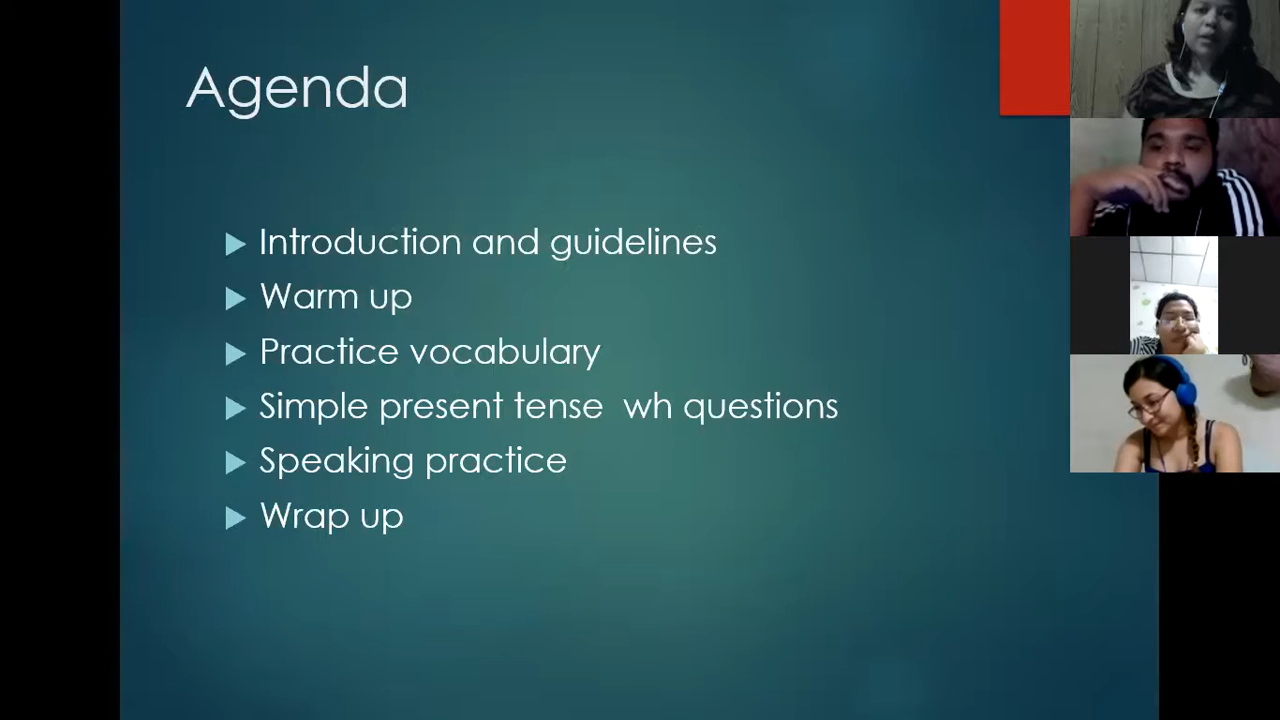 Agenda
Introduction and guidelines
Warm up
Practice vocabulary
Simple present tense  wh questions
Speaking practice
Wrap up